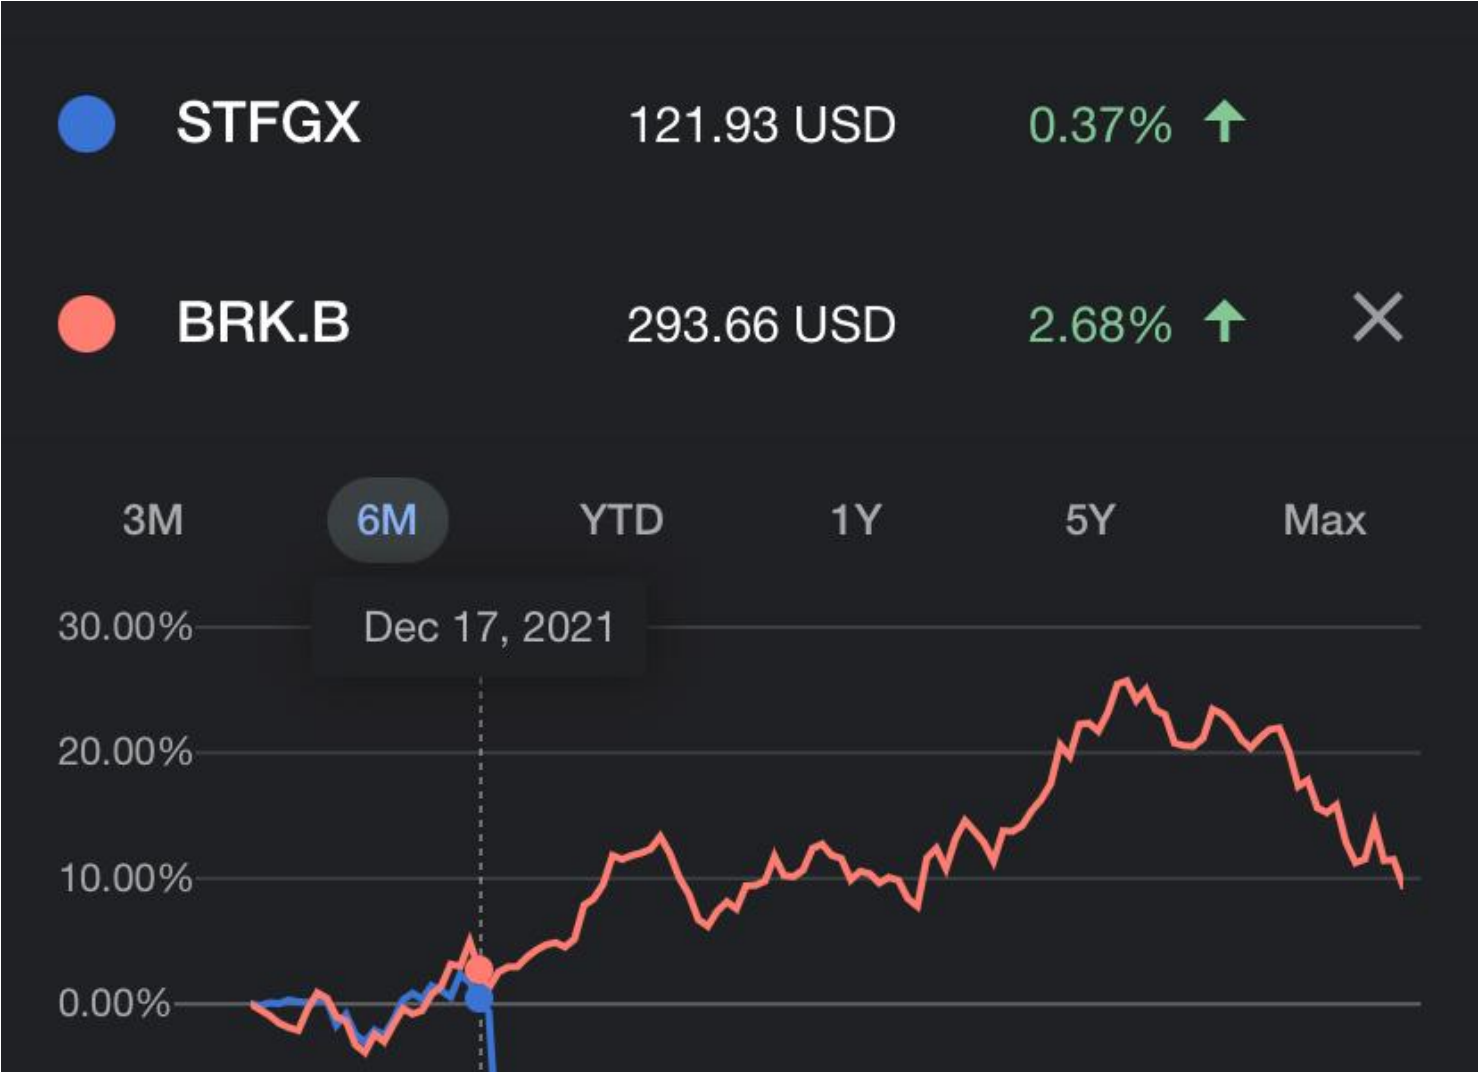 STFGX 121.93 USD 0.37%
BRK.B 293.66 USD 2.68%
3M 6M YTD 1Y 5Y Max
Dec 17, 2021
30.00%
20.00%
10.00%
0.00%